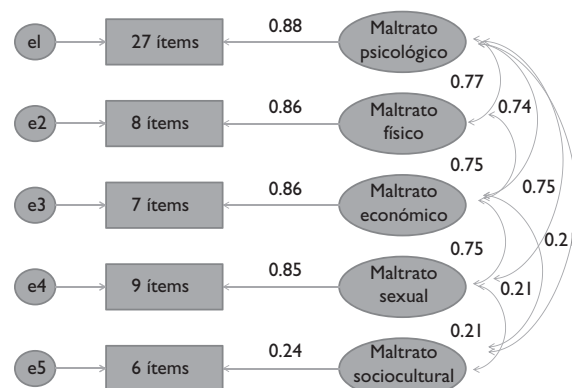 0.88
Maltrato
psicológico
el
27 ítems
0.77
0.86
0.74
Maltrato
físico
e2
8 ítems
0.75
0.86
0.75
Maltrato
económico
e3
7 ítems
0.21
0.75
0.85
0.21
Maltrato
sexual
e4
9 ítems
0.21
0.24
Maltrato
sociocultural
e5
6 ítems